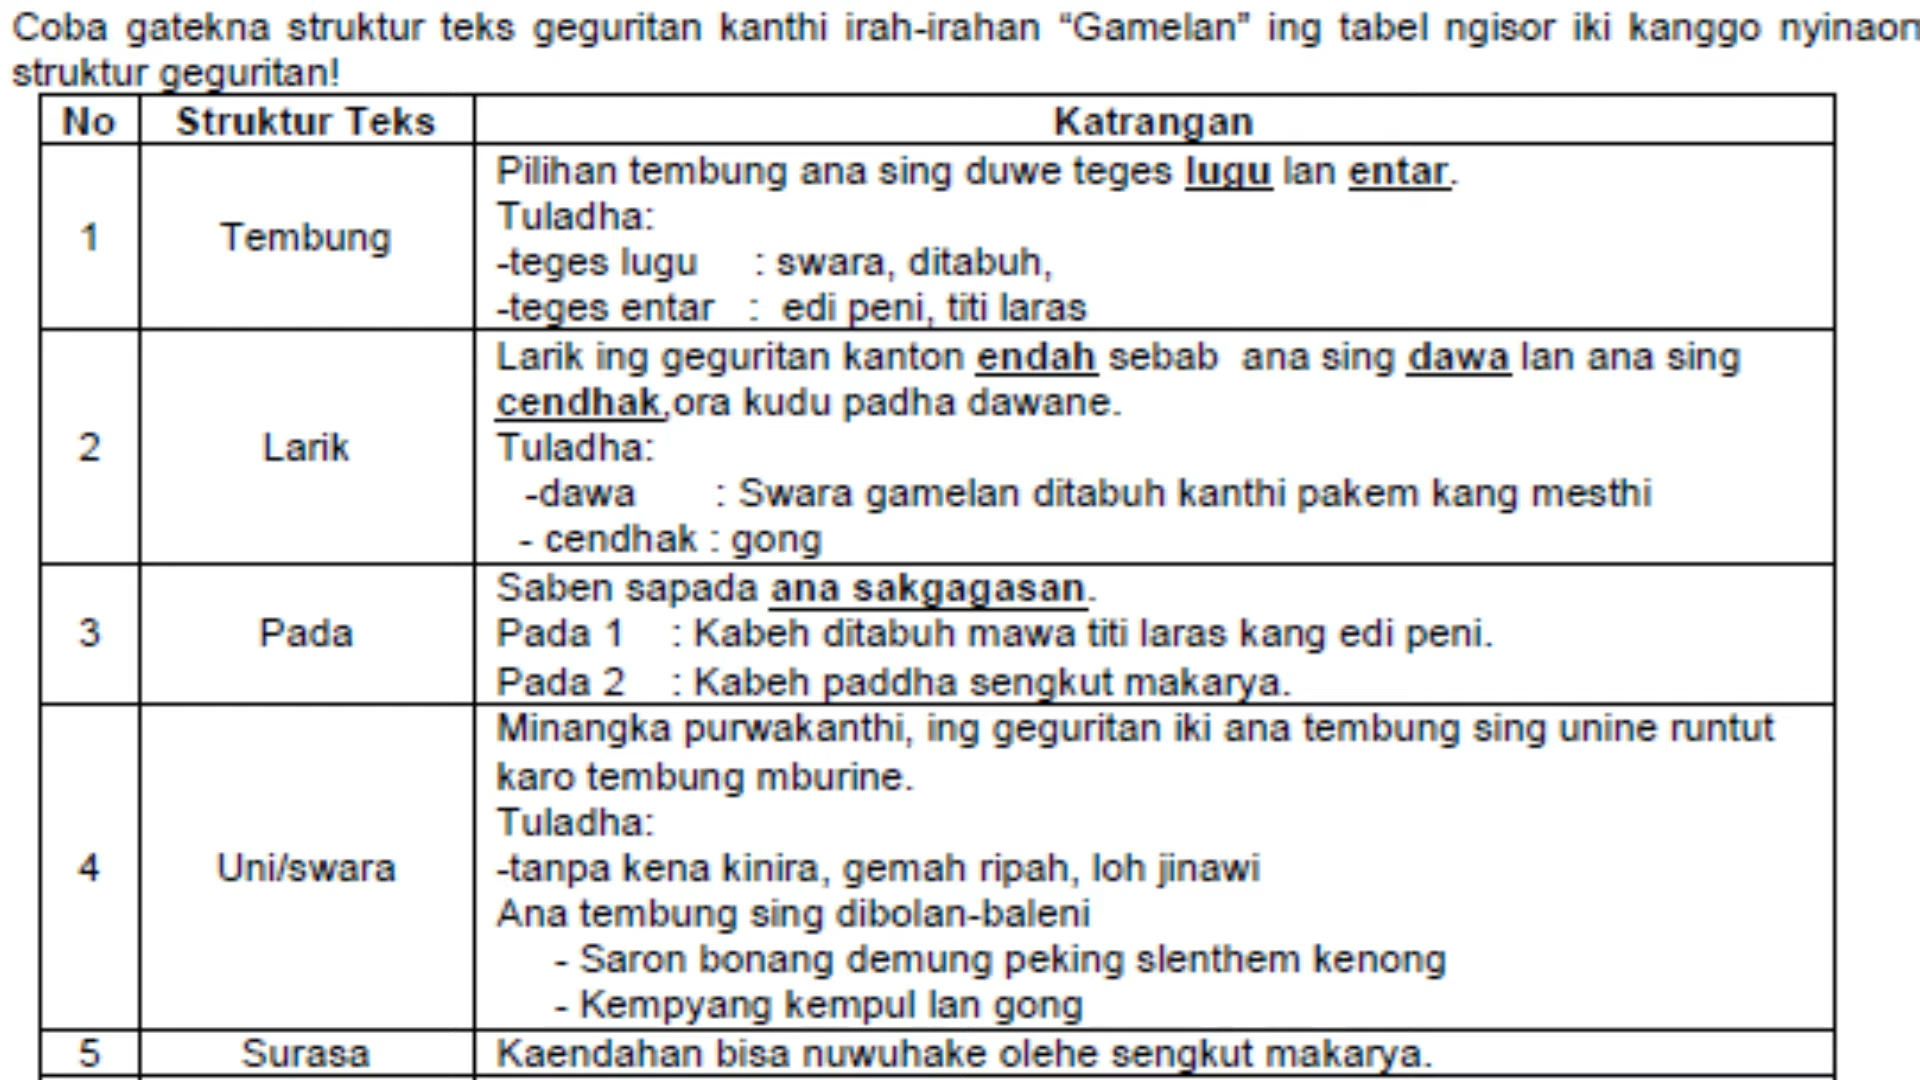 Coba gatekna struktur teks geguritan kanthi irah-irahan “Gamelan” ing tabel ngisor iki kanggo nyinaon
struktur geguritan!
No Struktur Teks Katrangan
1 Tembung
Pilihan tembung ana sing duwe teges lugu lan entar.
Tuladha:
-teges lugu : swara, ditabuh,
-teges entar : edi peni, titi laras
2 Larik
Larik ing geguritan kanton endah sebab ana sing dawa lan ana sing
cendhak,ora kudu padha dawane.
Tuladha:
-dawa : Swara gamelan ditabuh kanthi pakem kang mesthi
- cendhak : gong
3 Pada
Saben sapada ana sakgagasan.
Pada 1 : Kabeh ditabuh mawa titi laras kang edi peni.
Pada 2 : Kabeh paddha sengkut makarya.
4 Uni/swara
Minangka purwakanthi, ing geguritan iki ana tembung sing unine runtut
karo tembung mburine.
Tuladha:
-tanpa kena kinira, gemah ripah, loh jinawi
Ana tembung sing dibolan-baleni
- Saron bonang demung peking slenthem kenong
- Kempyang kempul lan gong
5 Surasa Kaendahan bisa nuwuhake olehe sengkut makarya.